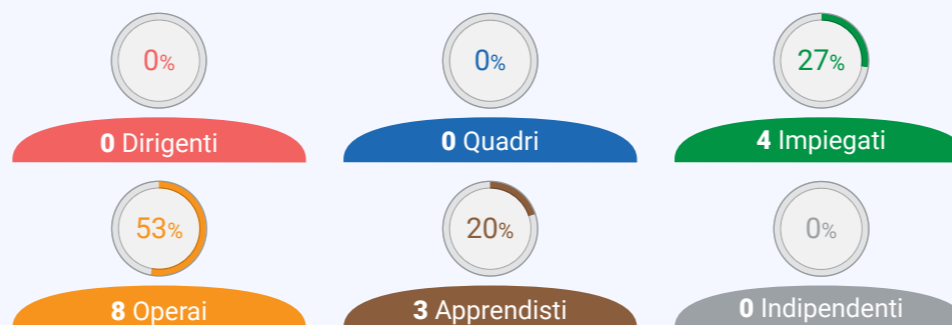 0%
0%
27%
0 Dirigenti
0 Quadri
4 Impiegati
53%
20%
0%
8 Operai
3 Apprendisti
0 Indipendenti